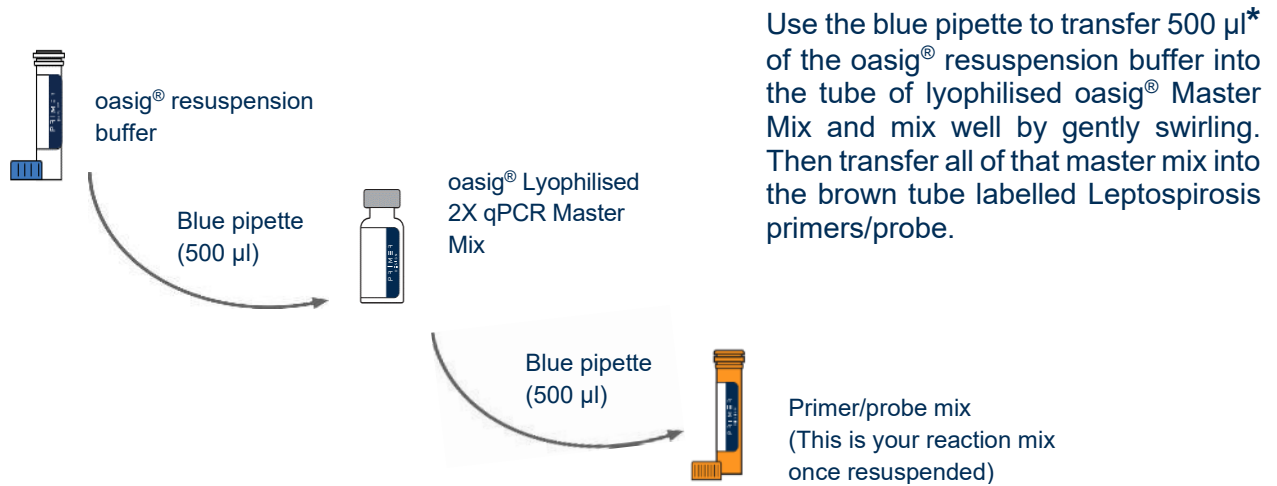 oasig® resuspension
buffer
Blue pipette
(500 µl)
oasig® Lyophilised
2X qPCR Master
Mix
Blue pipette
(500 µl)
Primer/probe mix
(This is your reaction mix
once resuspended)
Use the blue pipette to transfer 500 µl*
of the oasig® resuspension buffer into
the tube of lyophilised oasig® Master
Mix and mix well by gently swirling.
Then transfer all of that master mix into
the brown tube labelled Leptospirosis
primers/probe.